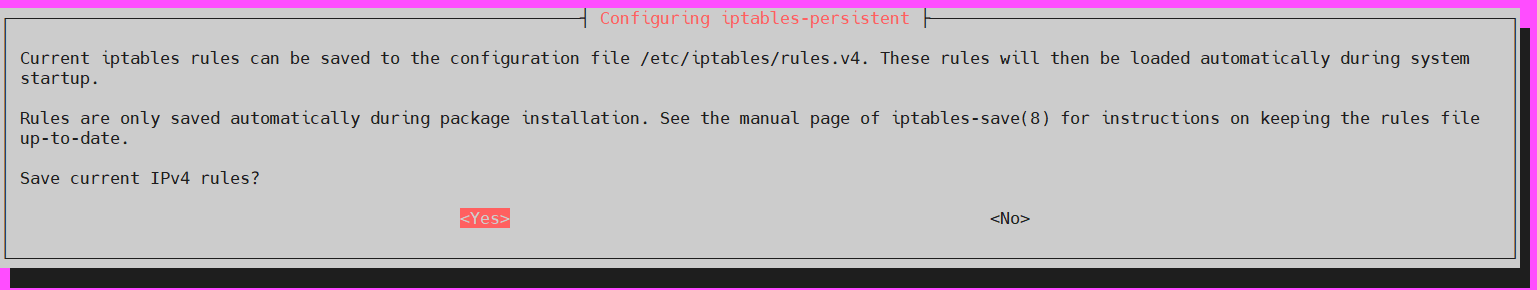 Configuring iptables-persistent
Current iptables rules can be saved to the configuration file /etc/iptables/rules.v4. These rules will then be loaded automatically during system
startup.
Rules are only saved automatically during package installation. See the manual page of iptables-save(8) for instructions on keeping the rules file
up-to-date.
Save current IPv4 rules?
<Yes> <No>